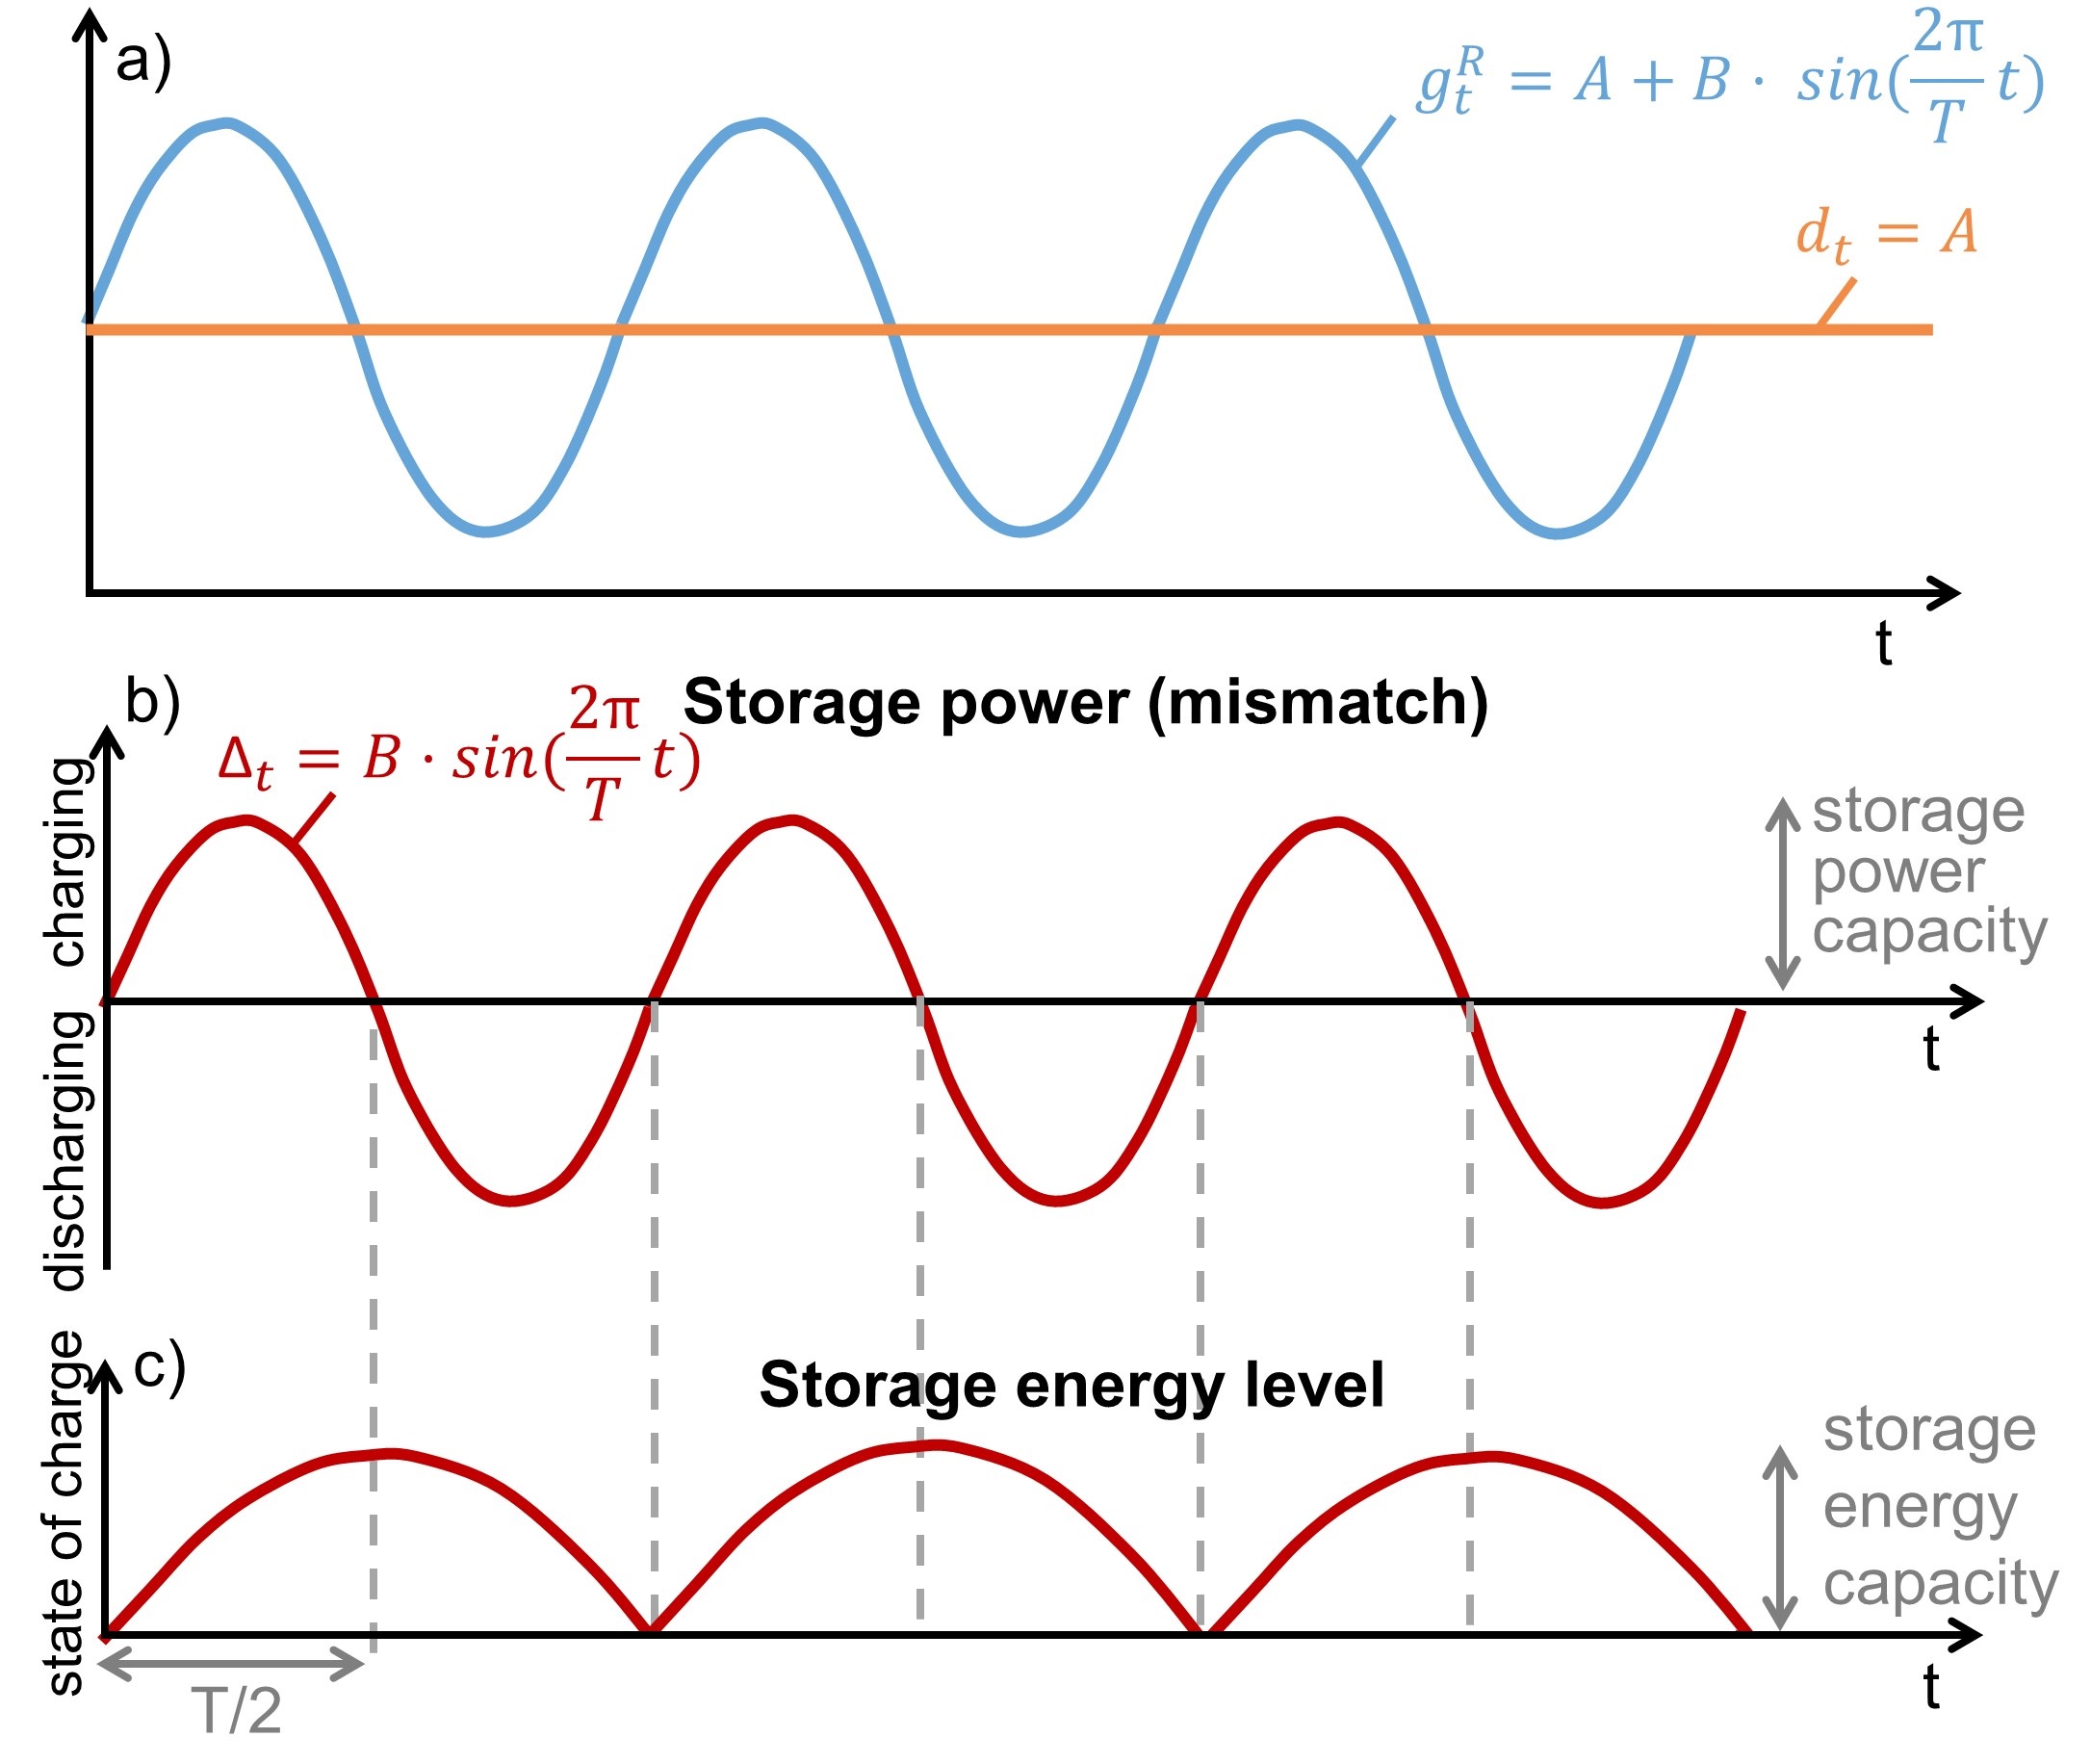 a)
g_t^R = A + B · sin(2π/T t)
d_t = A
t
b)
Storage power (mismatch)
Δ_t = B · sin(2π/T t)
charging
discharging
storage
power
capacity
t
c)
Storage energy level
state of charge
storage
energy
capacity
T/2
t